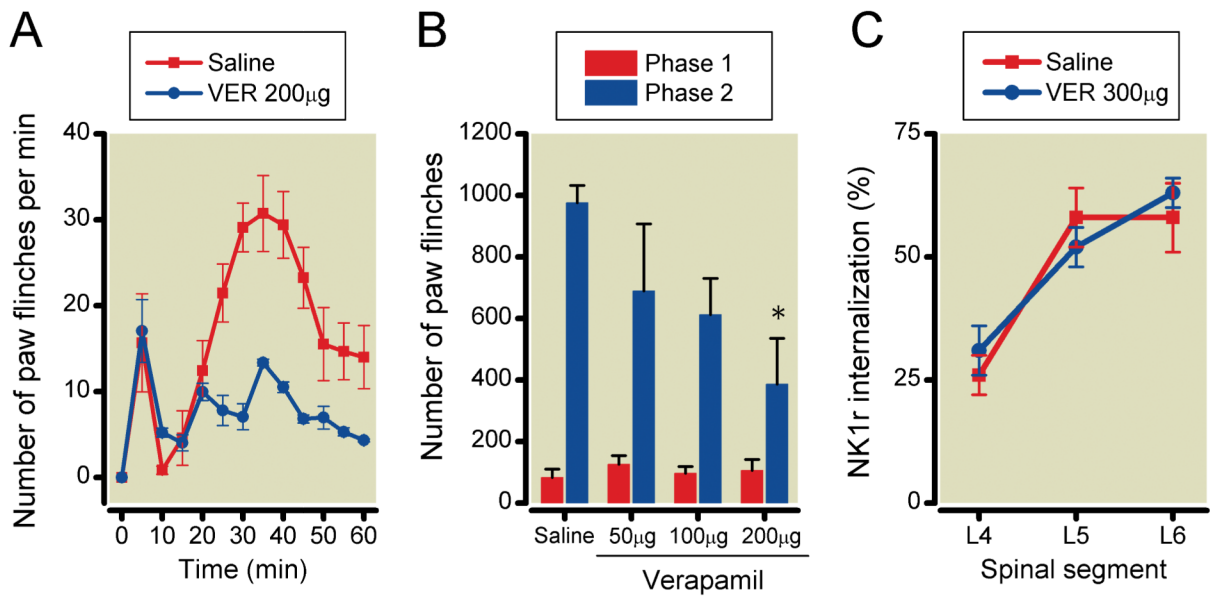 A
Saline
VER 200μg
Number of paw flinches per min
40
30
20
10
0
0 10 20 30 40 50 60
Time (min)
B
Phase 1
Phase 2
Number of paw flinches
1200
1000
800
600
400
200
0
*
Saline 50μg 100μg 200μg
Verapamil
C
Saline
VER 300μg
NK1r internalization (%)
75
50
25
0
L4 L5 L6
Spinal segment